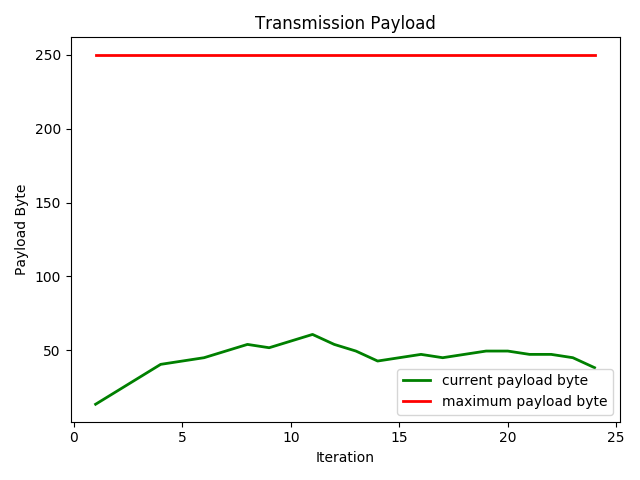 Transmission Payload
250
200
150
100
50
Payload Byte
current payload byte
maximum payload byte
0
5
10
15
20
25
Iteration